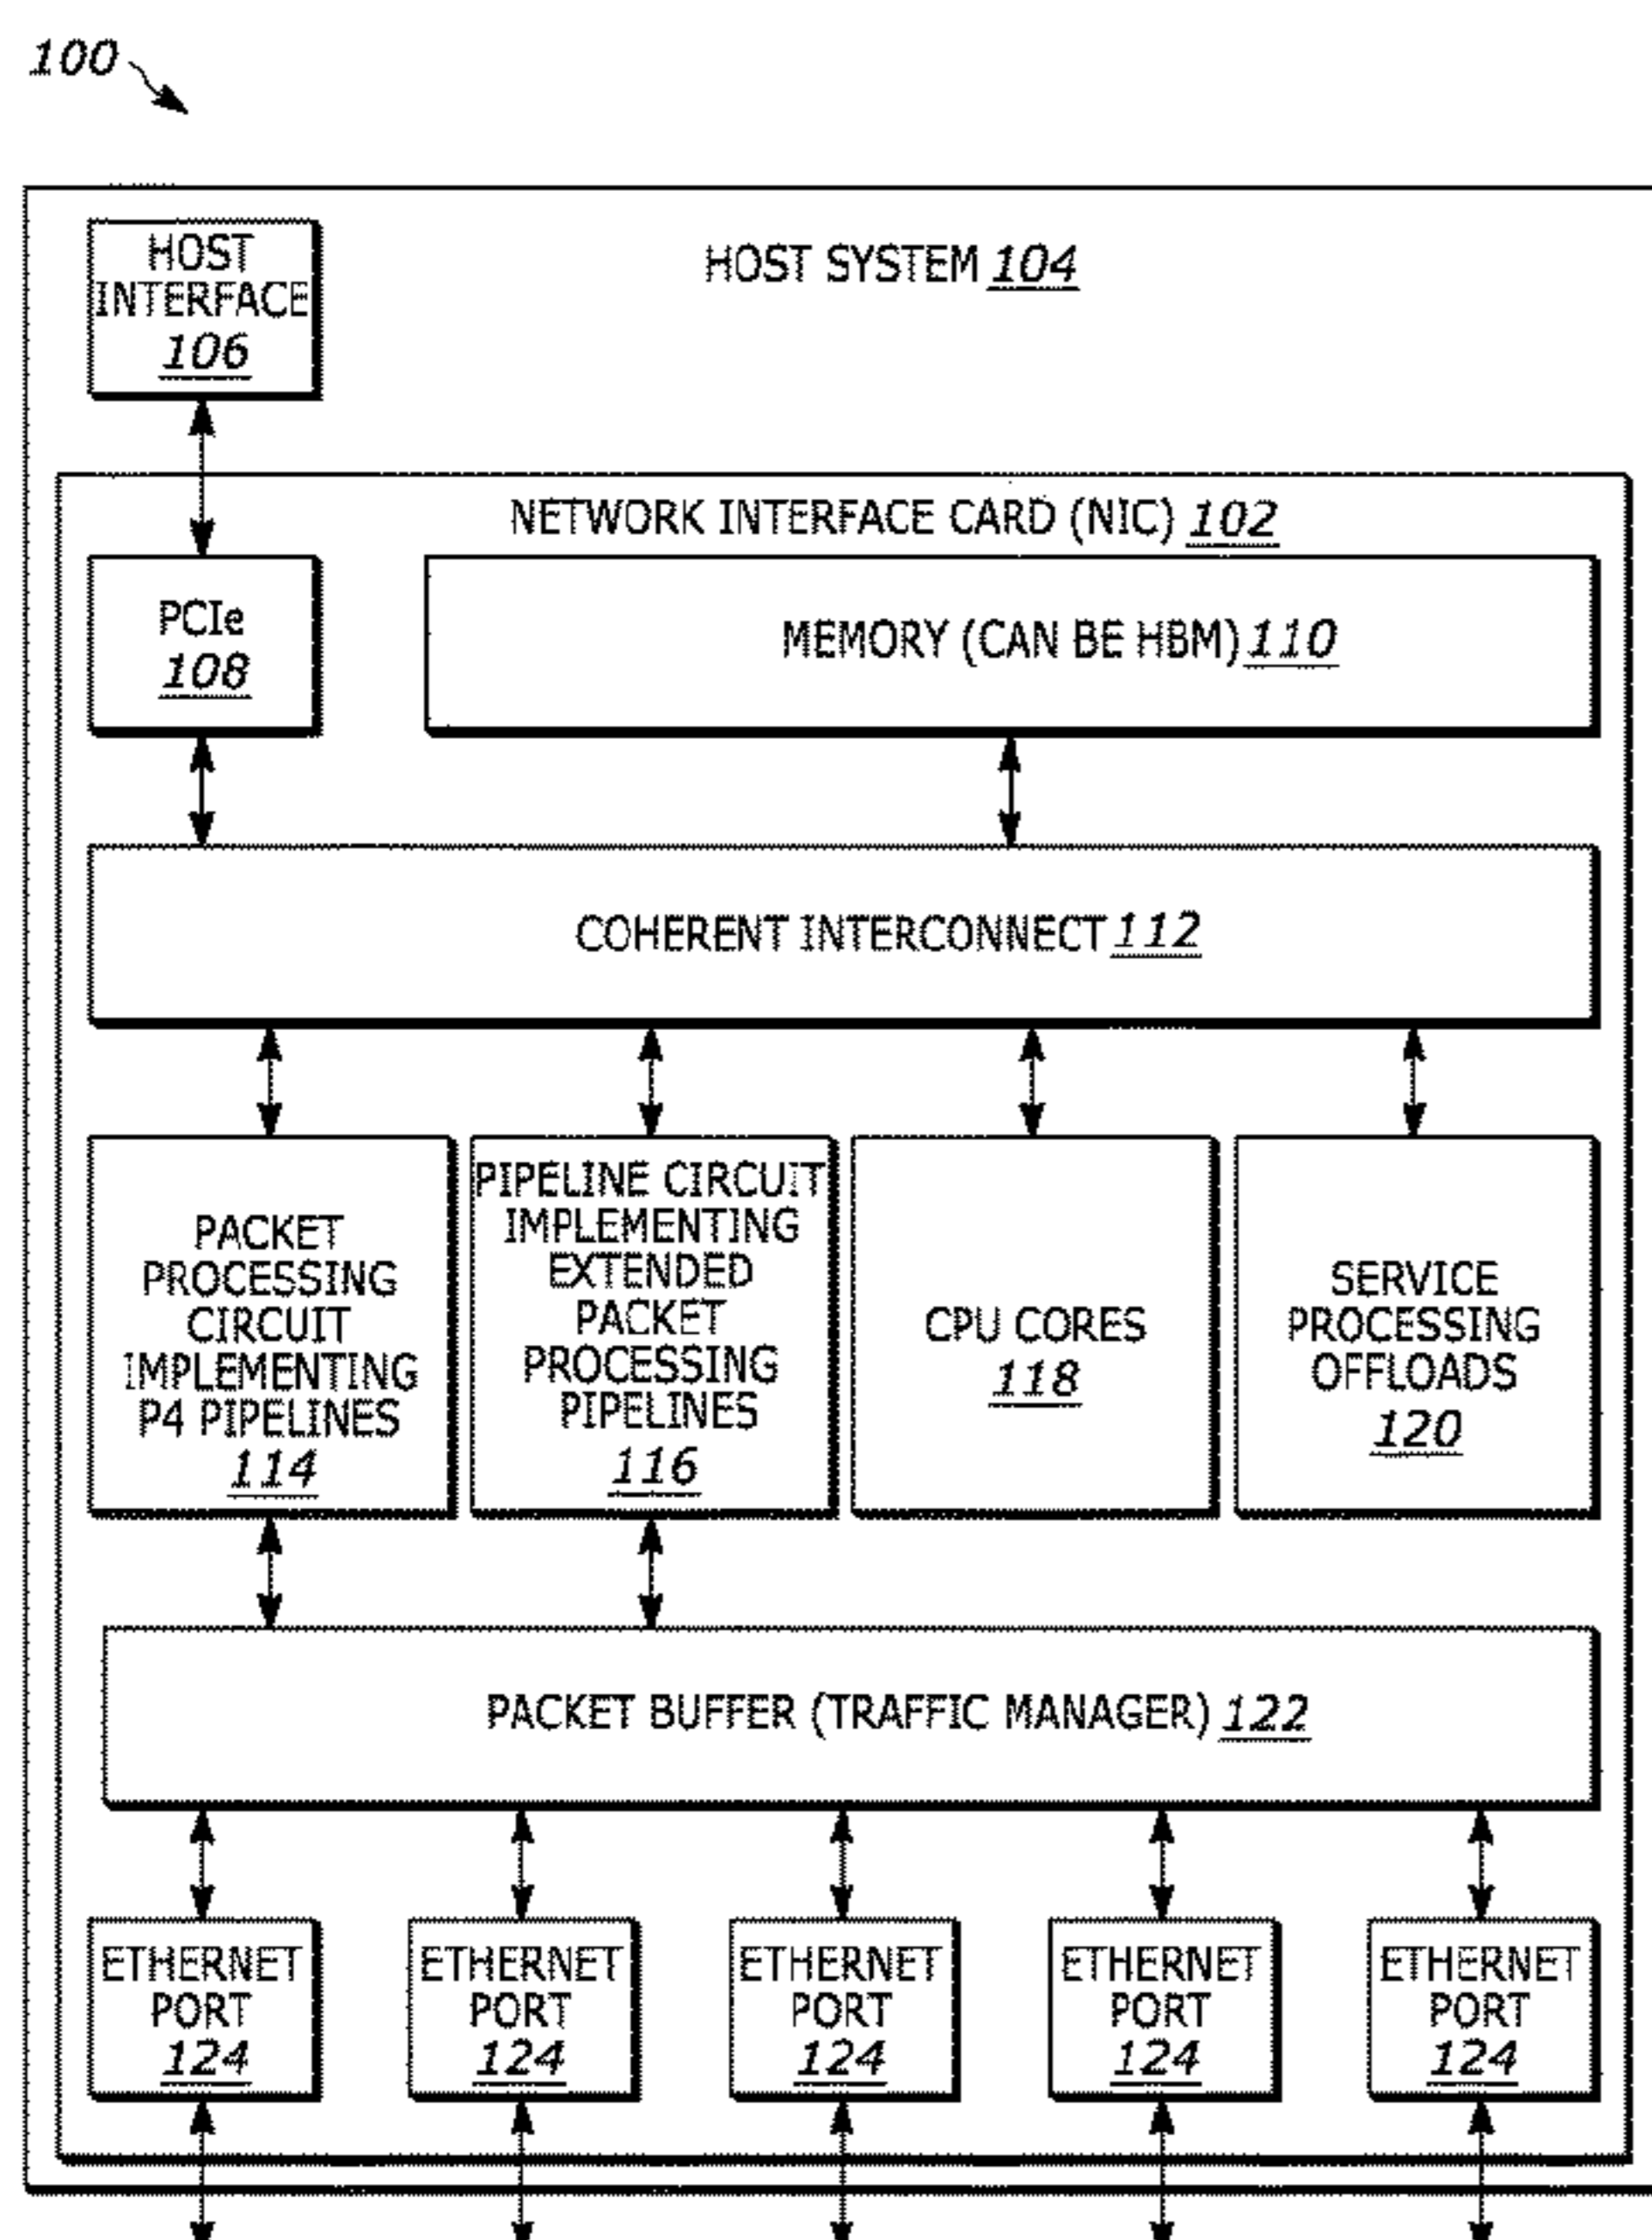 100
HOST
INTERFACE
106
HOST SYSTEM 104
NETWORK INTERFACE CARD (NIC) 102
PCIe
108
MEMORY (CAN BE HBM) 110
COHERENT INTERCONNECT 112
PACKET
PROCESSING
CIRCUIT
IMPLEMENTING
P4 PIPELINES
114
PIPELINE CIRCUIT
IMPLEMENTING
EXTENDED
PACKET
PROCESSING
PIPELINES
116
CPU CORES
118
SERVICE
PROCESSING
OFFLOADS
120
PACKET BUFFER (TRAFFIC MANAGER) 122
ETHERNET
PORT
124
ETHERNET
PORT
124
ETHERNET
PORT
124
ETHERNET
PORT
124
ETHERNET
PORT
124